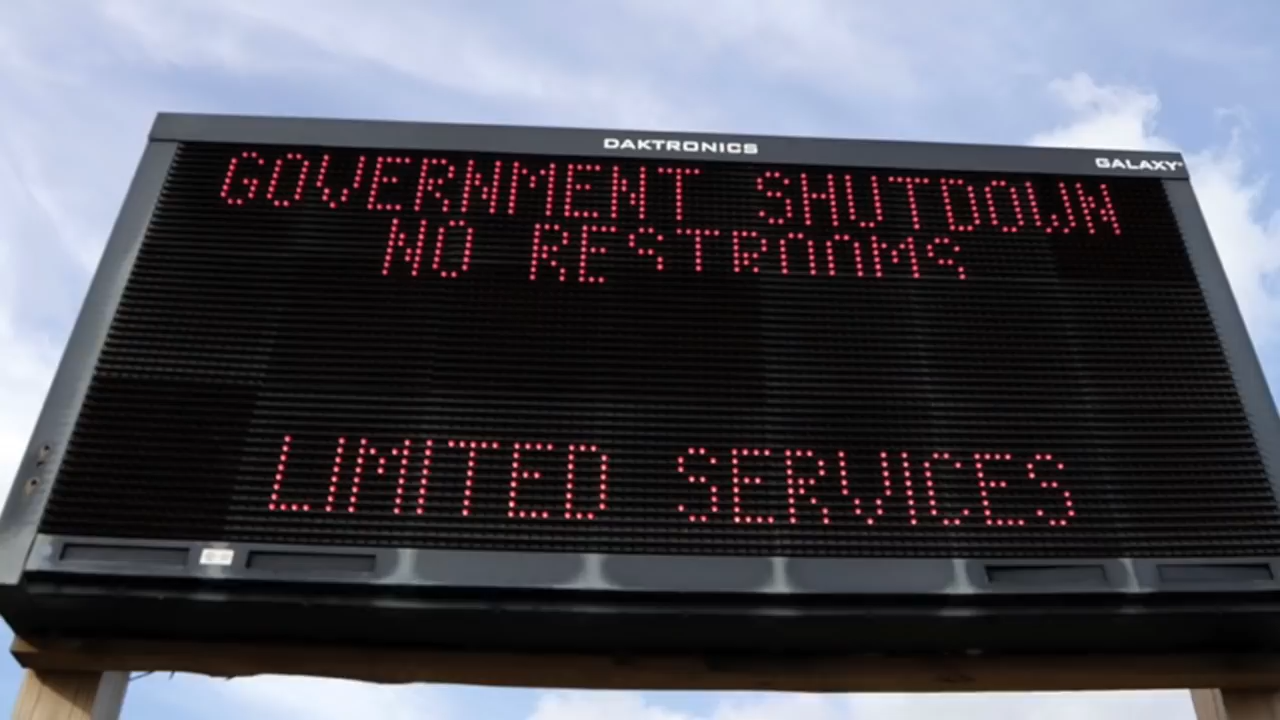 DAKTRONICS
GALAXY
GOVERNMENT SHUTDOWN
NO RESTROOMS
LIMITED SERVICES